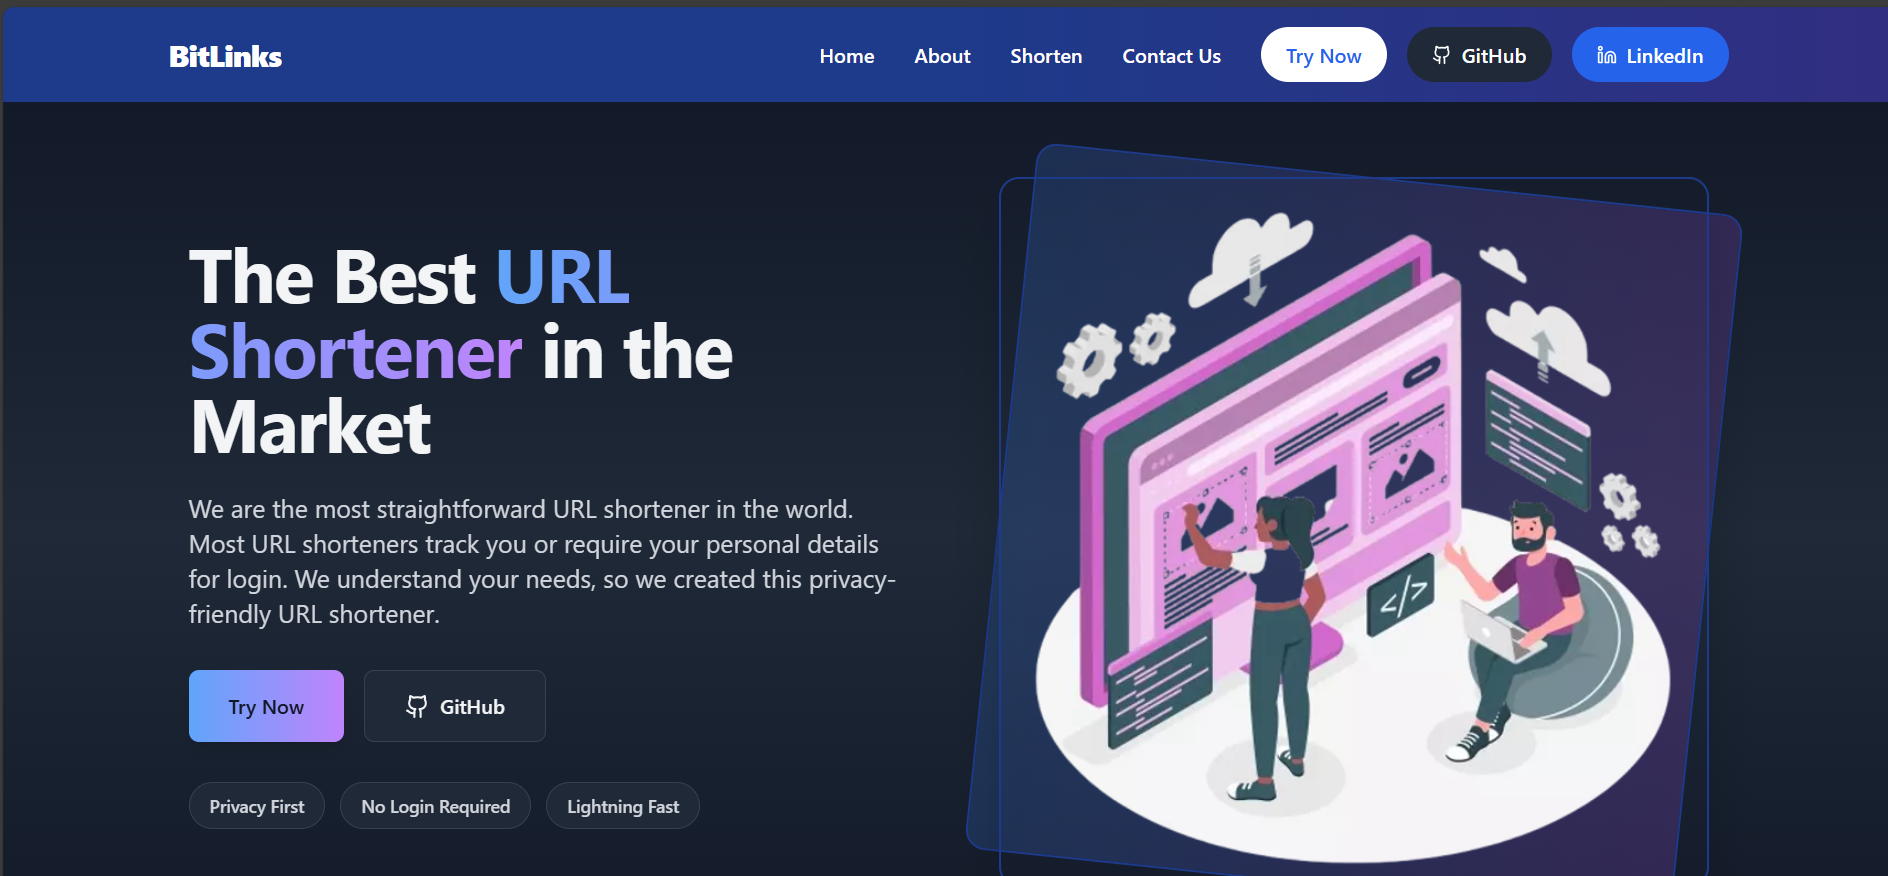 BitLinks
Home About Shorten Contact Us Try Now GitHub LinkedIn
The Best URL
Shortener in the
Market
We are the most straightforward URL shortener in the world.
Most URL shorteners track you or require your personal details
for login. We understand your needs, so we created this privacy-
friendly URL shortener.
Try Now GitHub
Privacy First No Login Required Lightning Fast
</>